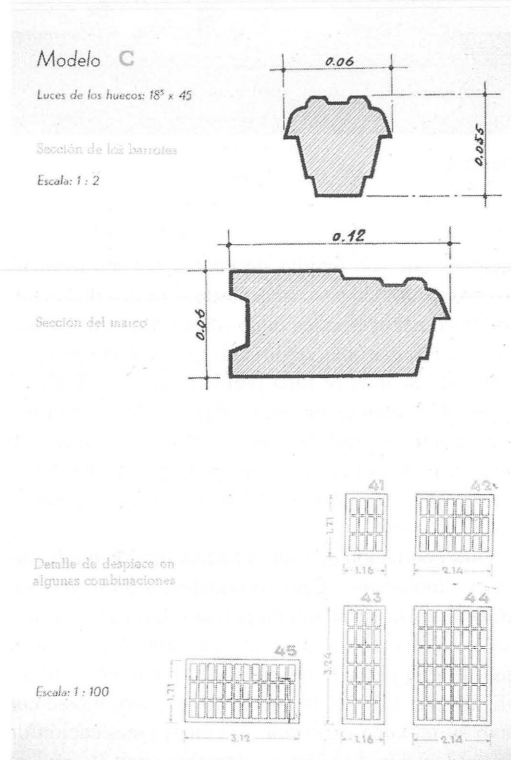 Modelo C
Luces de los huecos: 18⁵ x 45
Sección de los barrotes
Escala: 1 : 2
0.06
0.055
0.12
0.06
Sección del marco
41
42
1.71
1.16
2.14
Detalle de despiece en
algunas combinaciones
43
44
3.24
45
1.71
Escala: 1 : 100
3.12
1.16
2.14